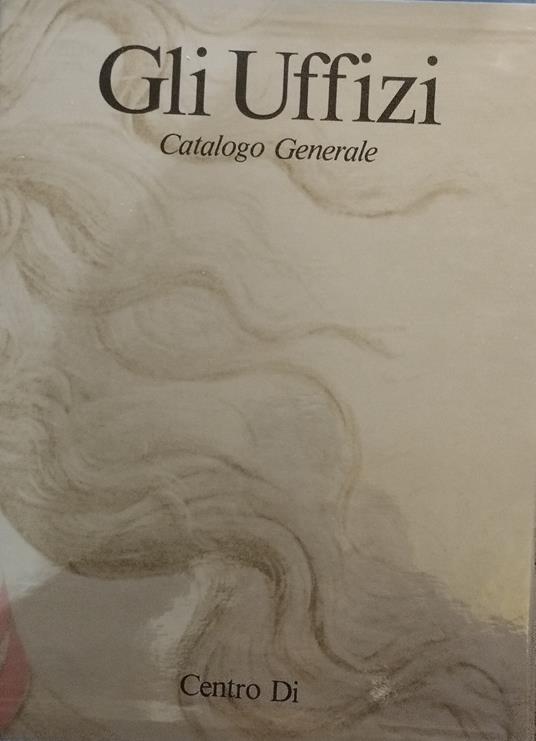 Gli Uffizi
Catalogo Generale
Centro Di